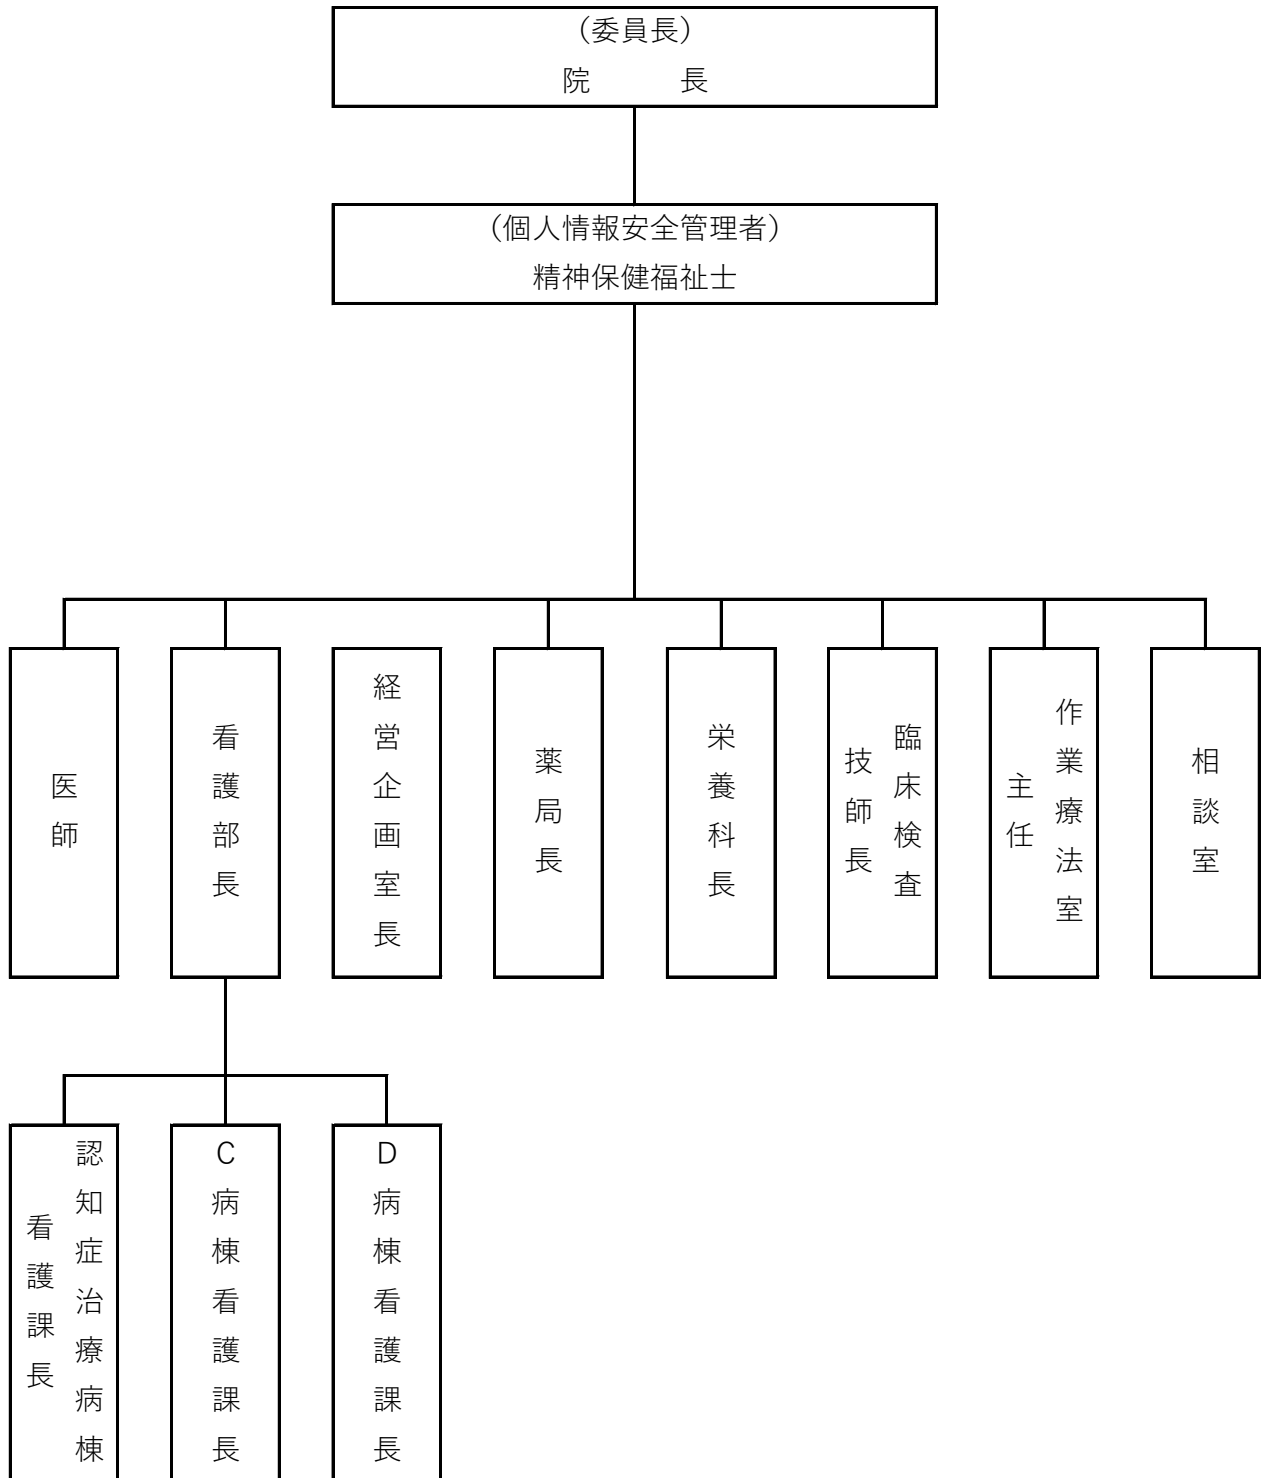 （委員長）
院　　　長
（個人情報安全管理者）
精神保健福祉士
医師
看護部長
経営企画室長
薬局長
栄養科長
臨床検査
技師長
作業療法室
主任
相談室
認知症治療病棟
看護課長
C病棟看護課長
D病棟看護課長